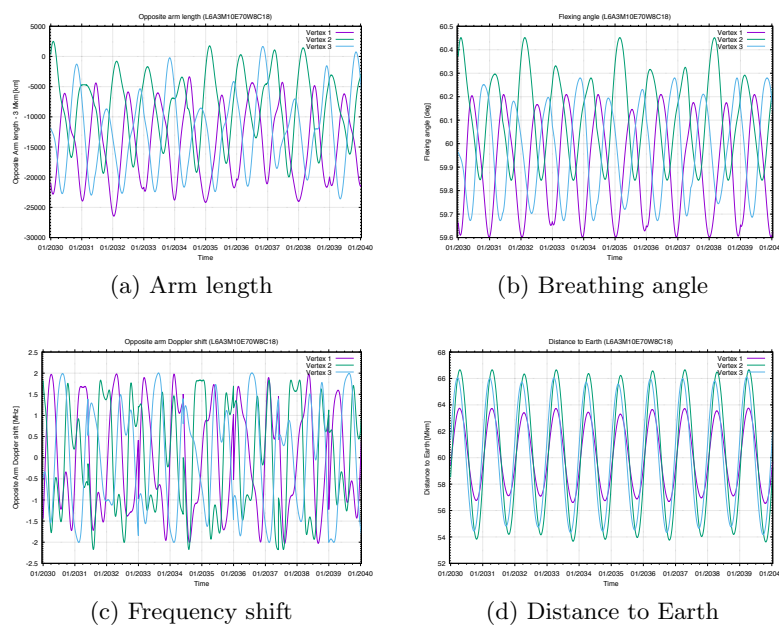 Opposite arm length (L6A3M10E70W8C18)
Vertex 1
Vertex 2
Vertex 3
Opposite Arm length - 3 Mkm [km]
5000
0
-5000
-10000
-15000
-20000
-25000
-30000
01/2030 01/2031 01/2032 01/2033 01/2034 01/2035 01/2036 01/2037 01/2038 01/2039 01/2040
Time
(a) Arm length
Flexing angle (L6A3M10E70W8C18)
Vertex 1
Vertex 2
Vertex 3
Flexing angle [deg]
60.5
60.4
60.3
60.2
60.1
60
59.9
59.8
59.7
59.6
01/2030 01/2031 01/2032 01/2033 01/2034 01/2035 01/2036 01/2037 01/2038 01/2039 01/204
Time
(b) Breathing angle
Opposite arm Doppler shift (L6A3M10E70W8C18)
Vertex 1
Vertex 2
Vertex 3
Opposite Arm Doppler shift [MHz]
2.5
2
1.5
1
0.5
0
-0.5
-1
-1.5
-2
-2.5
01/2030 01/2031 01/2032 01/2033 01/2034 01/2035 01/2036 01/2037 01/2038 01/2039 01/2040
Time
(c) Frequency shift
Distance to Earth (L6A3M10E70W8C18)
Vertex 1
Vertex 2
Vertex 3
Distance to Earth [Mkm]
68
66
64
62
60
58
56
54
52
01/2030 01/2031 01/2032 01/2033 01/2034 01/2035 01/2036 01/2037 01/2038 01/2039 01/204
Time
(d) Distance to Earth